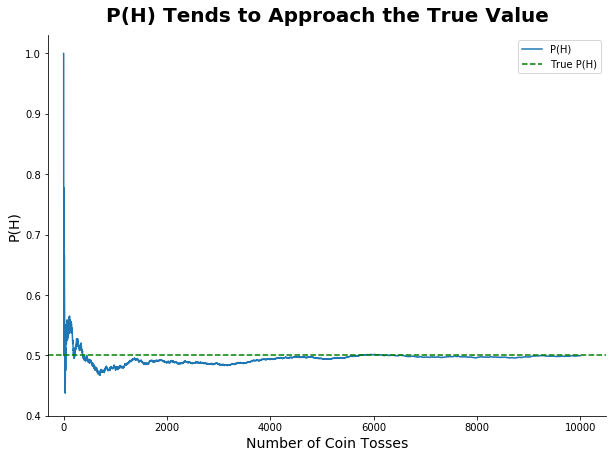 P(H) Tends to Approach the True Value
P(H)
True P(H)
1.0
0.9
0.8
0.7
0.6
0.5
0.4
P(H)
0
2000
4000
6000
8000
10000
Number of Coin Tosses